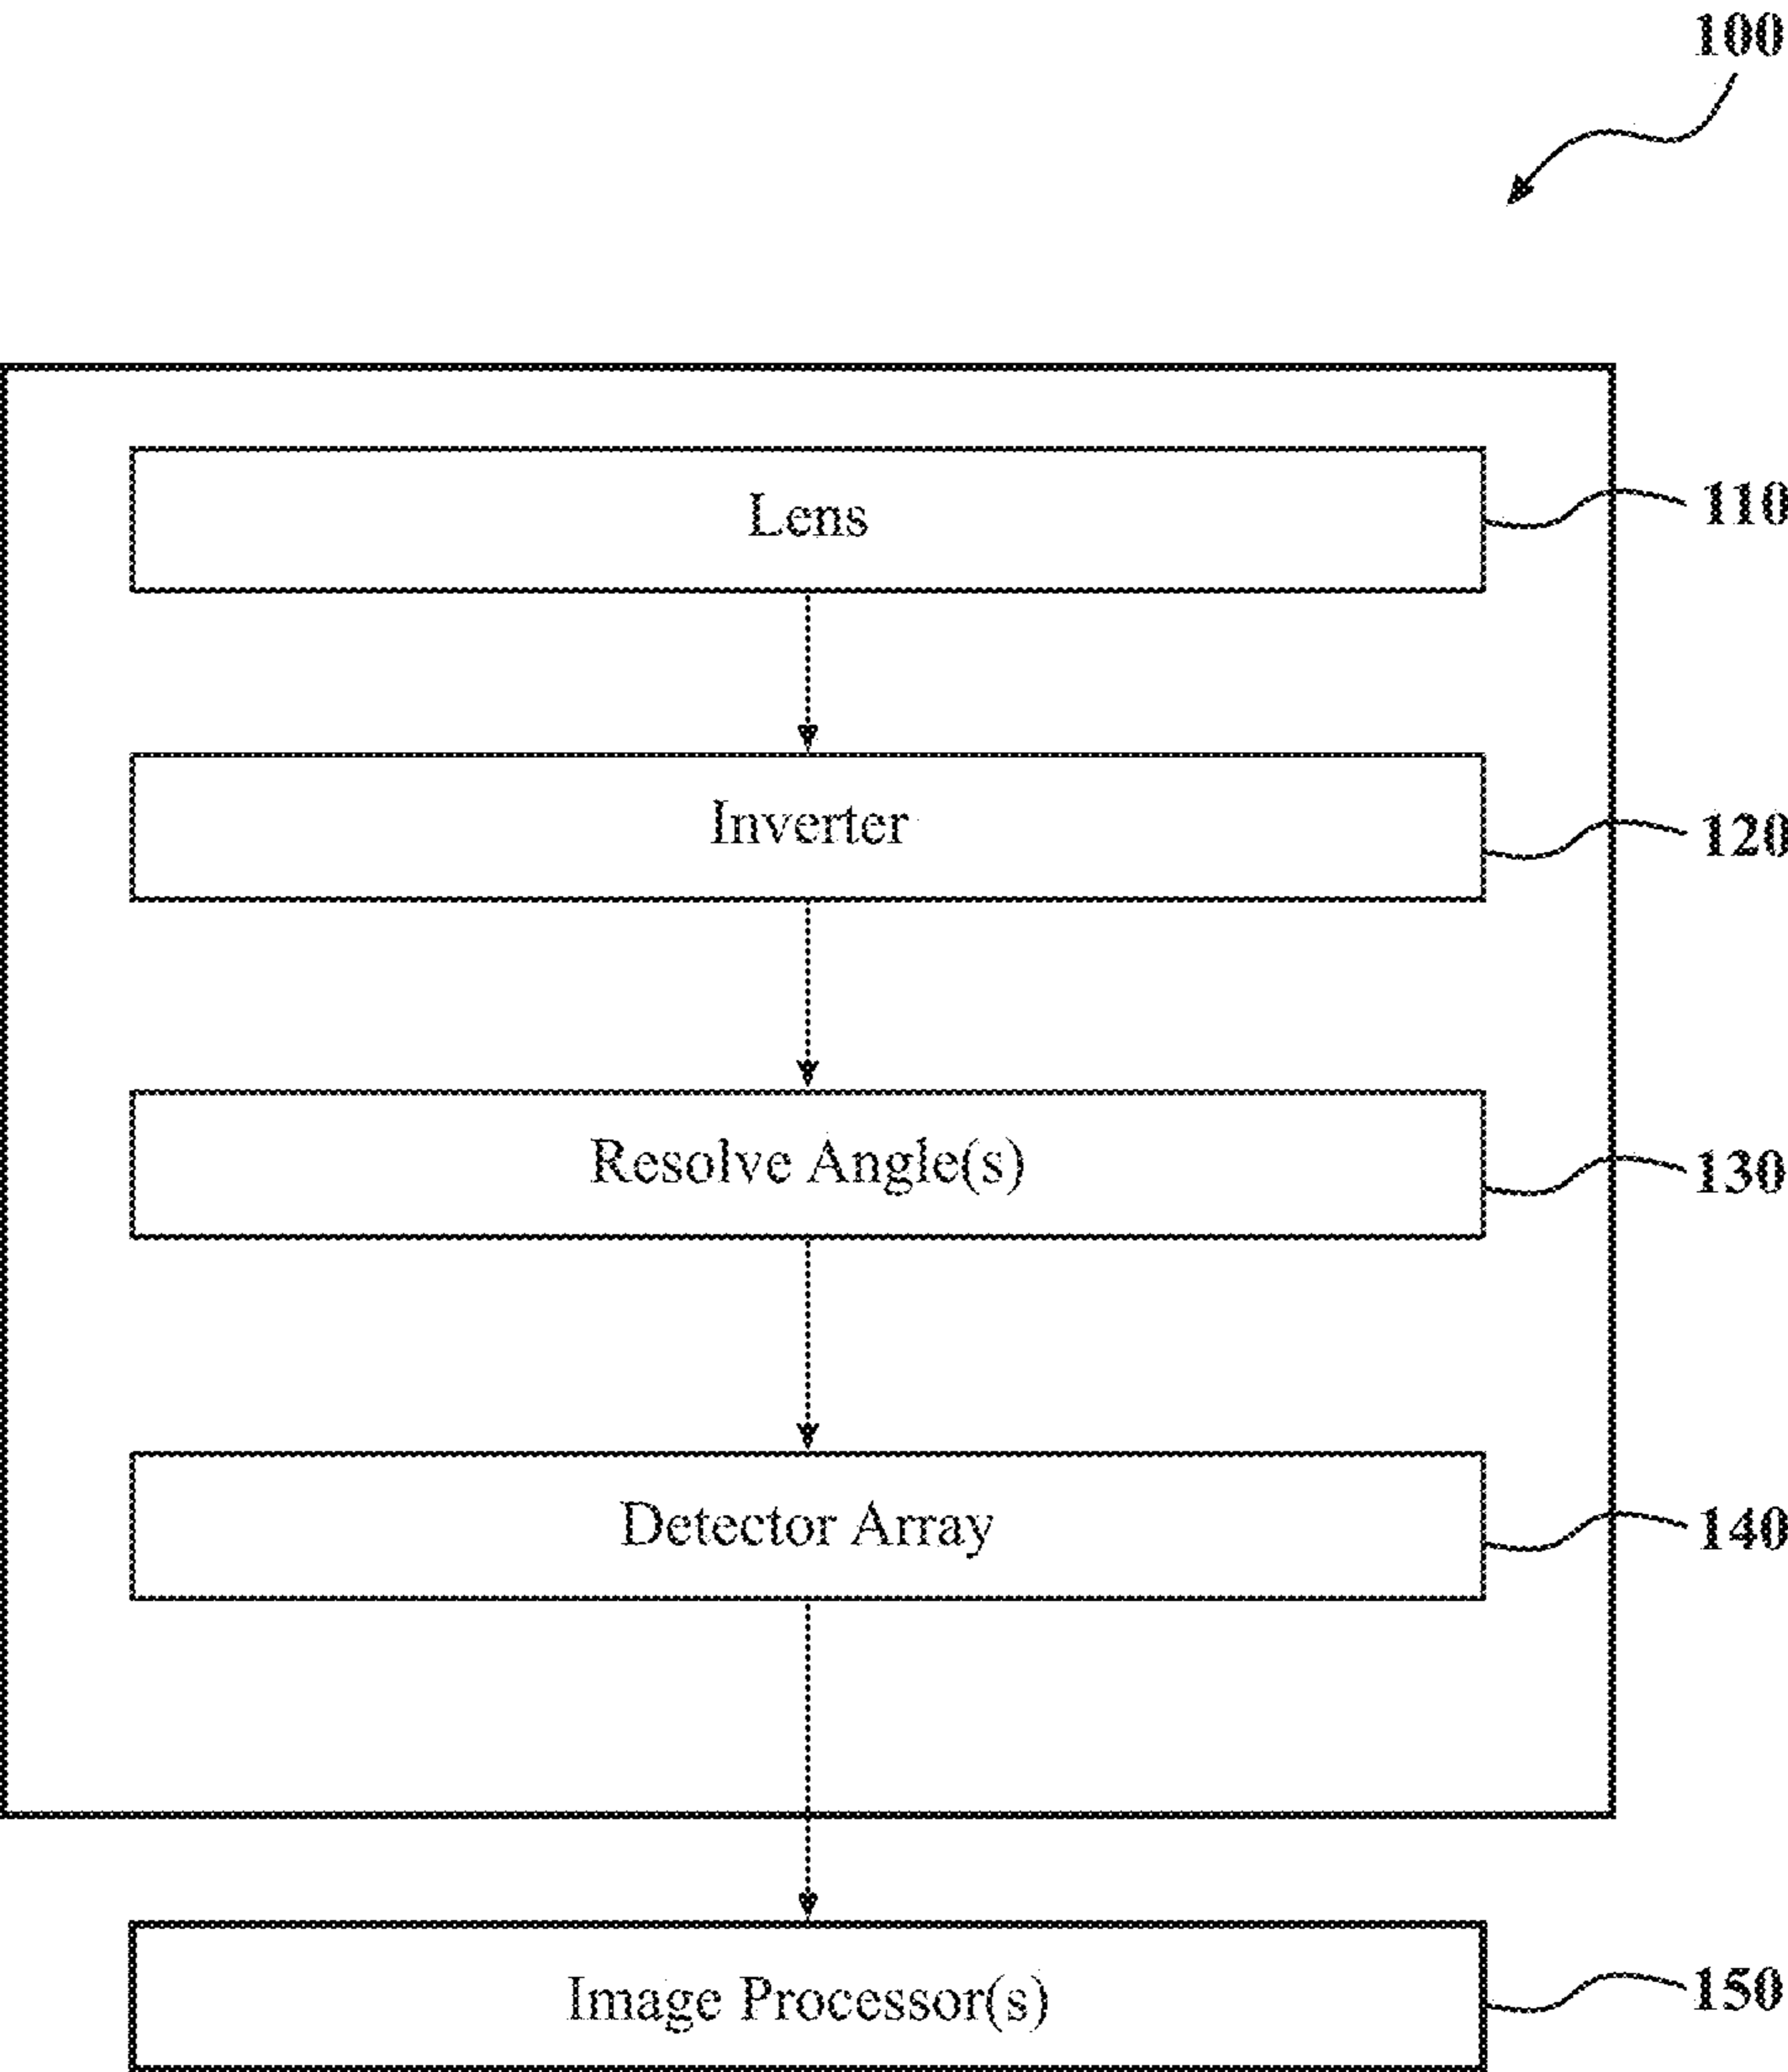 100
Lens
110
Inverter
120
Resolve Angle(s)
130
Detector Array
140
Image Processor(s)
150